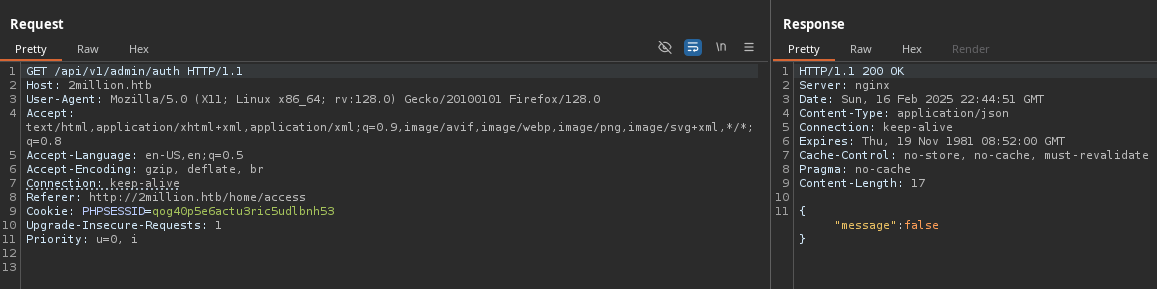 Request
Pretty Raw Hex
\n
1 GET /api/v1/admin/auth HTTP/1.1
2 Host: 2million.htb
3 User-Agent: Mozilla/5.0 (X11; Linux x86_64; rv:128.0) Gecko/20100101 Firefox/128.0
4 Accept:
text/html,application/xhtml+xml,application/xml;q=0.9,image/avif,image/webp,image/png,image/svg+xml,*/*;
q=0.8
5 Accept-Language: en-US,en;q=0.5
6 Accept-Encoding: gzip, deflate, br
7 Connection: keep-alive
8 Referer: http://2million.htb/home/access
9 Cookie: PHPSESSID=qog40p5e6actu3ric5udlbnh53
10 Upgrade-Insecure-Requests: 1
11 Priority: u=0, i
12
13
Response
Pretty Raw Hex Render
1 HTTP/1.1 200 OK
2 Server: nginx
3 Date: Sun, 16 Feb 2025 22:44:51 GMT
4 Content-Type: application/json
5 Connection: keep-alive
6 Expires: Thu, 19 Nov 1981 08:52:00 GMT
7 Cache-Control: no-store, no-cache, must-revalidate
8 Pragma: no-cache
9 Content-Length: 17
10
11 {
"message":false
}